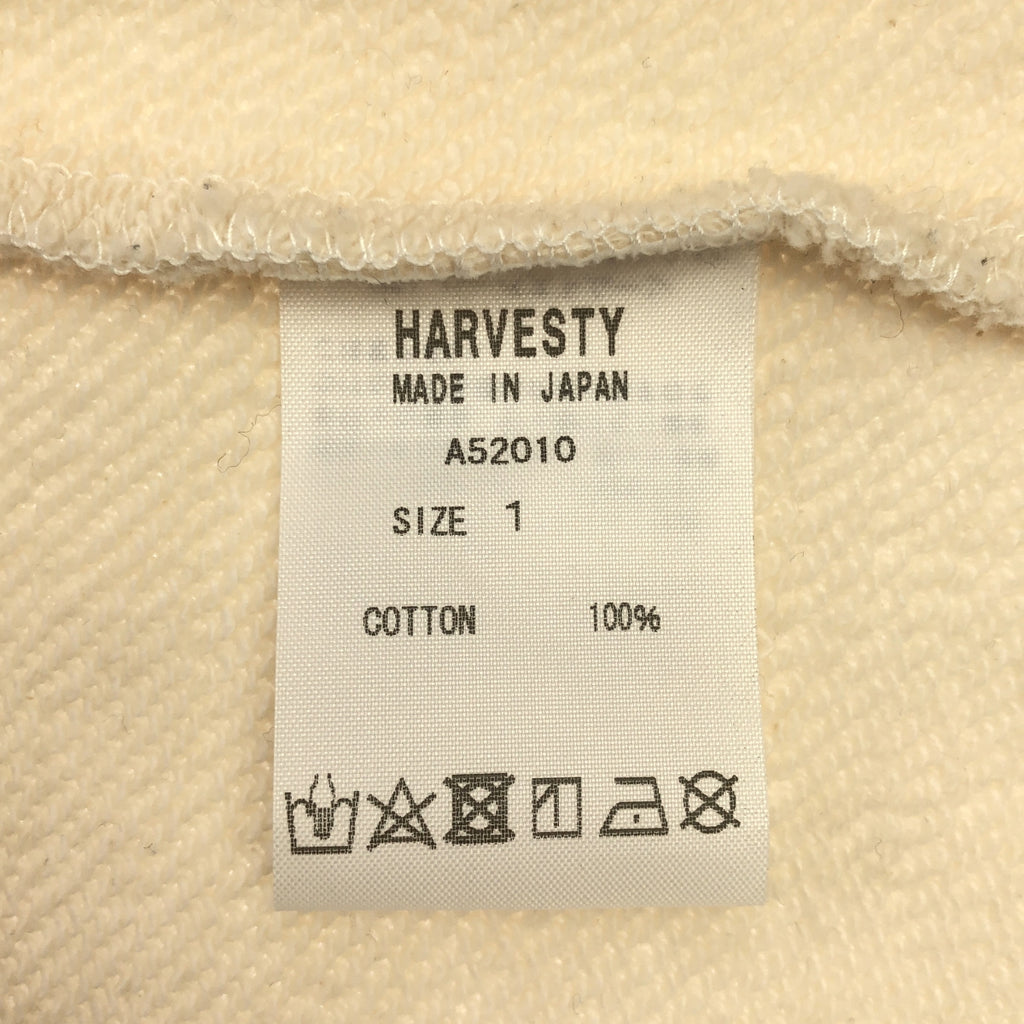 HARVESTY
MADE IN JAPAN
A52010
SIZE 1
COTTON 100%